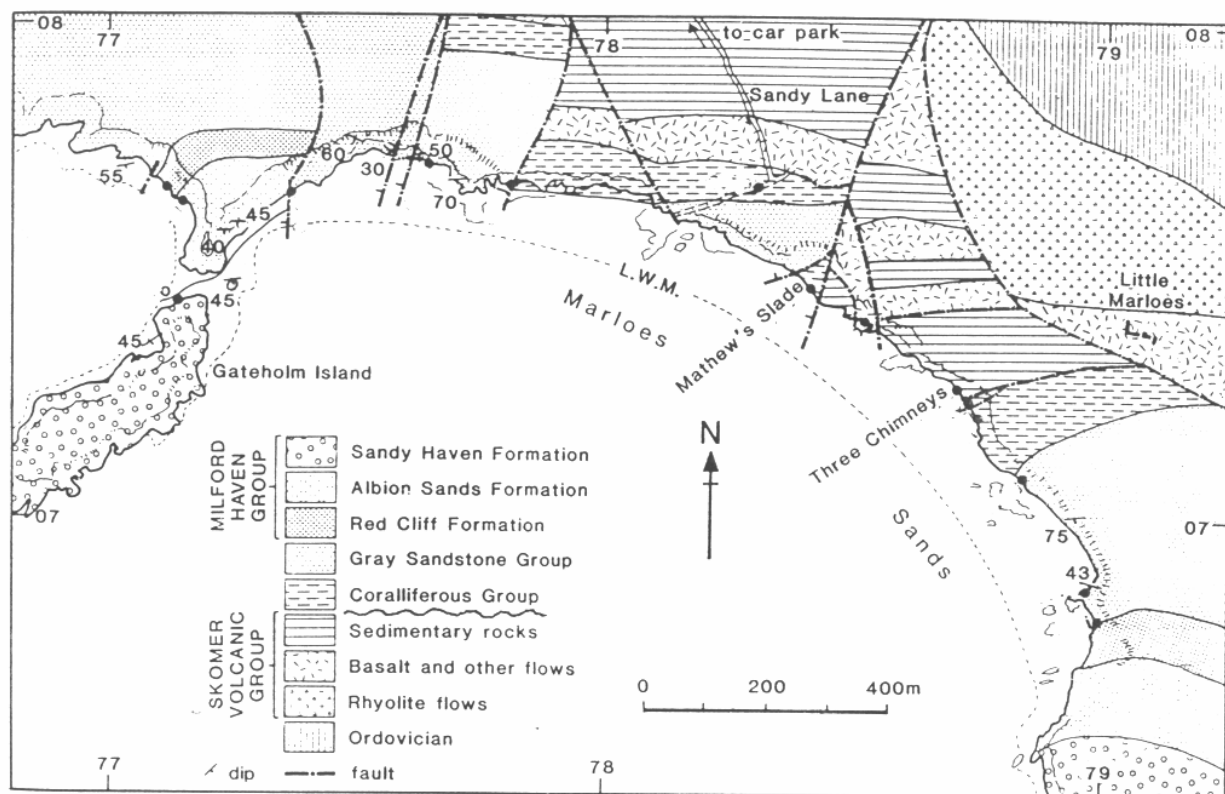 08
77
78
79
08
to car park
Sandy Lane
60
50
30
55
70
45
40
45
45
L.W.M.
Marloes
Sands
Mathew's Slade
Little
Marloes
Gateholm Island
Three Chimneys
N
07
07
75
43
MILFORD
HAVEN
GROUP
Sandy Haven Formation
Albion Sands Formation
Red Cliff Formation
Gray Sandstone Group
Coralliferous Group
SKOMER
VOLCANIC
GROUP
Sedimentary rocks
Basalt and other flows
Rhyolite flows
Ordovician
dip
fault
0 200 400m
77
78
79